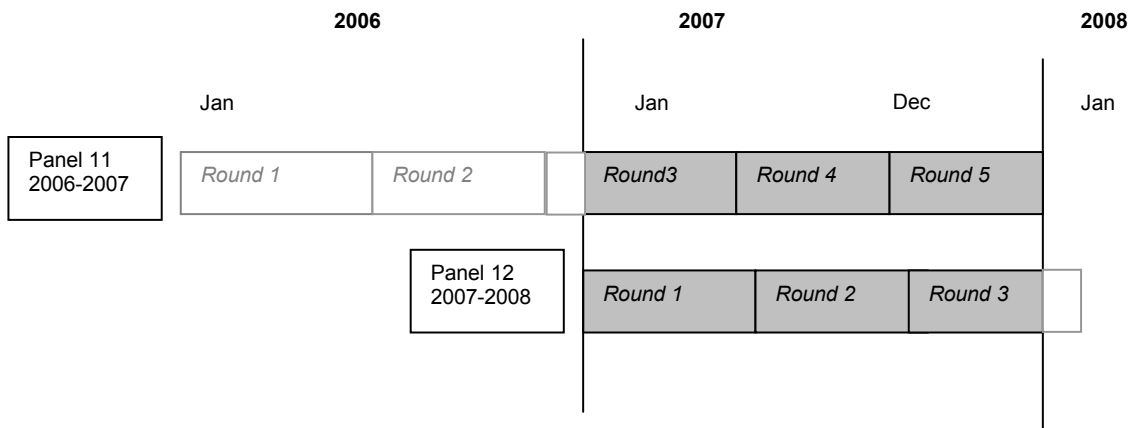 2006 2007 2008
Jan Jan Dec Jan
Panel 11
2006-2007
Round 1 Round 2 Round3 Round 4 Round 5
Panel 12
2007-2008
Round 1 Round 2 Round 3